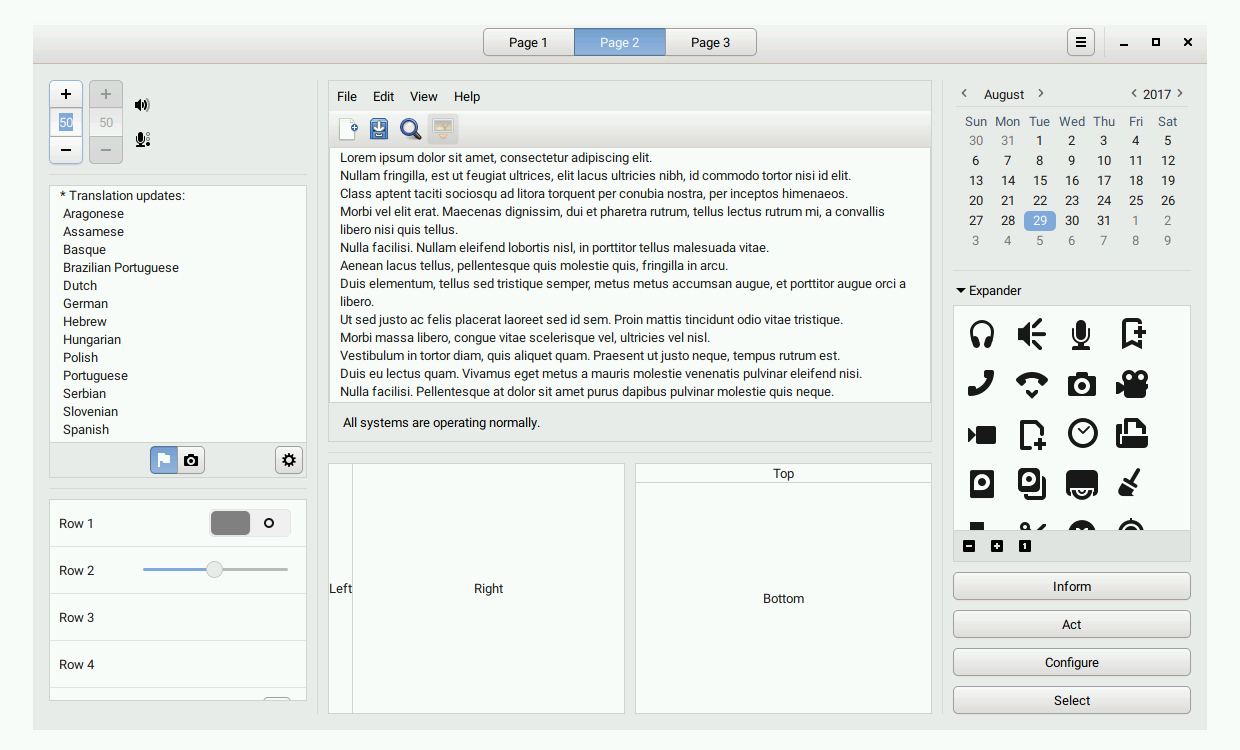 Page 1 Page 2 Page 3
50 50
* Translation updates:
Aragonese
Assamese
Basque
Brazilian Portuguese
Dutch
German
Hebrew
Hungarian
Polish
Portuguese
Serbian
Slovenian
Spanish
Row 1
Row 2
Row 3
Row 4
File Edit View Help
Lorem ipsum dolor sit amet, consectetur adipiscing elit.
Nullam fringilla, est ut feugiat ultrices, elit lacus ultricies nibh, id commodo tortor nisi id elit.
Class aptent taciti sociosqu ad litora torquent per conubia nostra, per inceptos himenaeos.
Morbi vel elit erat. Maecenas dignissim, dui et pharetra rutrum, tellus lectus rutrum mi, a convallis
libero nisi quis tellus.
Nulla facilisi. Nullam eleifend lobortis nisl, in porttitor tellus malesuada vitae.
Aenean lacus tellus, pellentesque quis molestie quis, fringilla in arcu.
Duis elementum, tellus sed tristique semper, metus metus accumsan augue, et porttitor augue orci a
libero.
Ut sed justo ac felis placerat laoreet sed id sem. Proin mattis tincidunt odio vitae tristique.
Morbi massa libero, congue vitae scelerisque vel, ultricies vel nisl.
Vestibulum in tortor diam, quis aliquet quam. Praesent ut justo neque, tempus rutrum est.
Duis eu lectus quam. Vivamus eget metus a mauris molestie venenatis pulvinar eleifend nisi.
Nulla facilisi. Pellentesque at dolor sit amet purus dapibus pulvinar molestie quis neque.
All systems are operating normally.
Left Right
Top
Bottom
August 2017
Sun Mon Tue Wed Thu Fri Sat
30 31 1 2 3 4 5
6 7 8 9 10 11 12
13 14 15 16 17 18 19
20 21 22 23 24 25 26
27 28 29 30 31 1 2
3 4 5 6 7 8 9
Expander
1
Inform
Act
Configure
Select